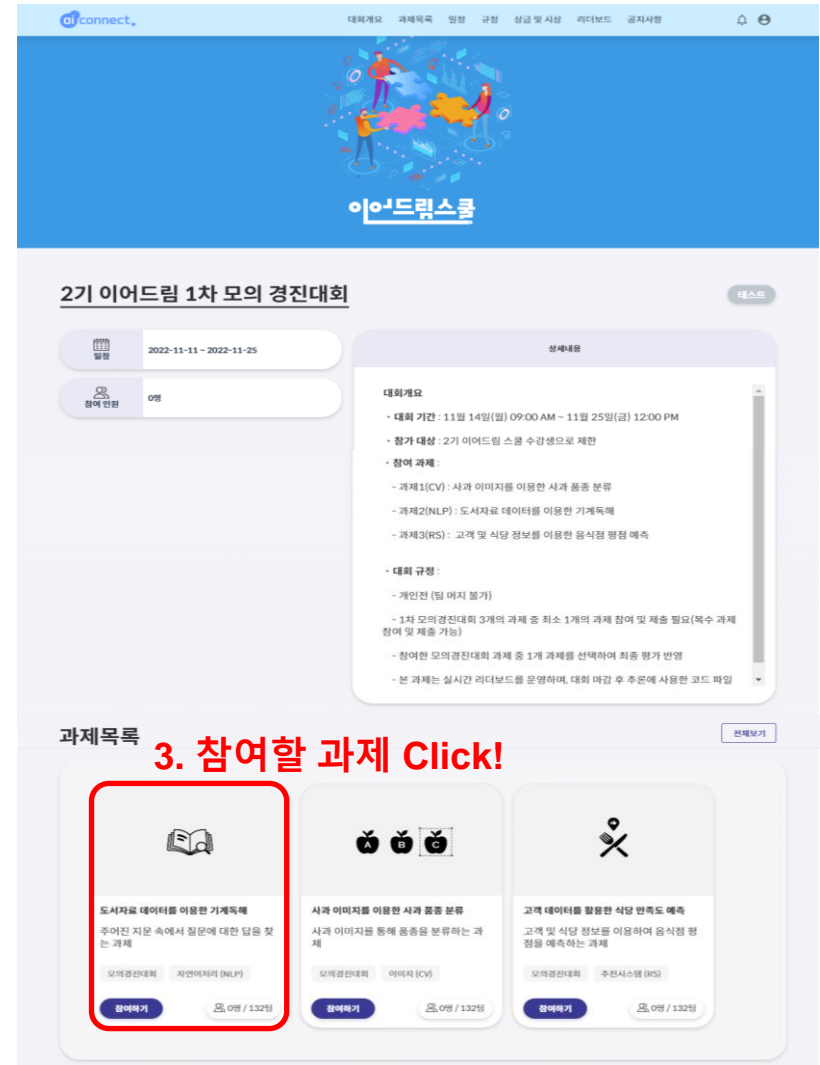 aiconnect.
대회개요 과제목록 일정 규정 상금 및 시상 리더보드 공지사항
이어드림스쿨
2기 이어드림 1차 모의 경진대회
테스트
일정
2022-11-11 ~ 2022-11-25
참여 인원
0명
상세내용
대회개요
· 대회 기간 : 11월 14일(월) 09:00 AM ~ 11월 25일(금) 12:00 PM
· 참가 대상 : 2기 이어드림 스쿨 수강생으로 제한
· 참여 과제 :
- 과제1(CV) : 사과 이미지를 이용한 사과 품종 분류
- 과제2(NLP) : 도서자료 데이터를 이용한 기계독해
- 과제3(RS) : 고객 및 식당 정보를 이용한 음식점 평점 예측
· 대회 규정 :
- 개인전 (팀 머지 불가)
- 1차 모의경진대회 3개의 과제 중 최소 1개의 과제 참여 및 제출 필요(복수 과제
참여 및 제출 가능)
- 참여한 모의경진대회 과제 중 1개 과제를 선택하여 최종 평가 반영
- 본 과제는 실시간 리더보드를 운영하며, 대회 마감 후 추론에 사용한 코드 파일
과제목록
전체보기
3. 참여할 과제 Click!
A B C
도서자료 데이터를 이용한 기계독해
주어진 지문 속에서 질문에 대한 답을 찾
는 과제
모의경진대회 자연어처리 (NLP)
참여하기 0명 / 132팀
사과 이미지를 이용한 사과 품종 분류
사과 이미지를 통해 품종을 분류하는 과
제
모의경진대회 이미지 (CV)
참여하기 0명 / 132팀
고객 데이터를 활용한 식당 만족도 예측
고객 및 식당 정보를 이용하여 음식점 평
점을 예측하는 과제
모의경진대회 추천시스템 (RS)
참여하기 0명 / 132팀